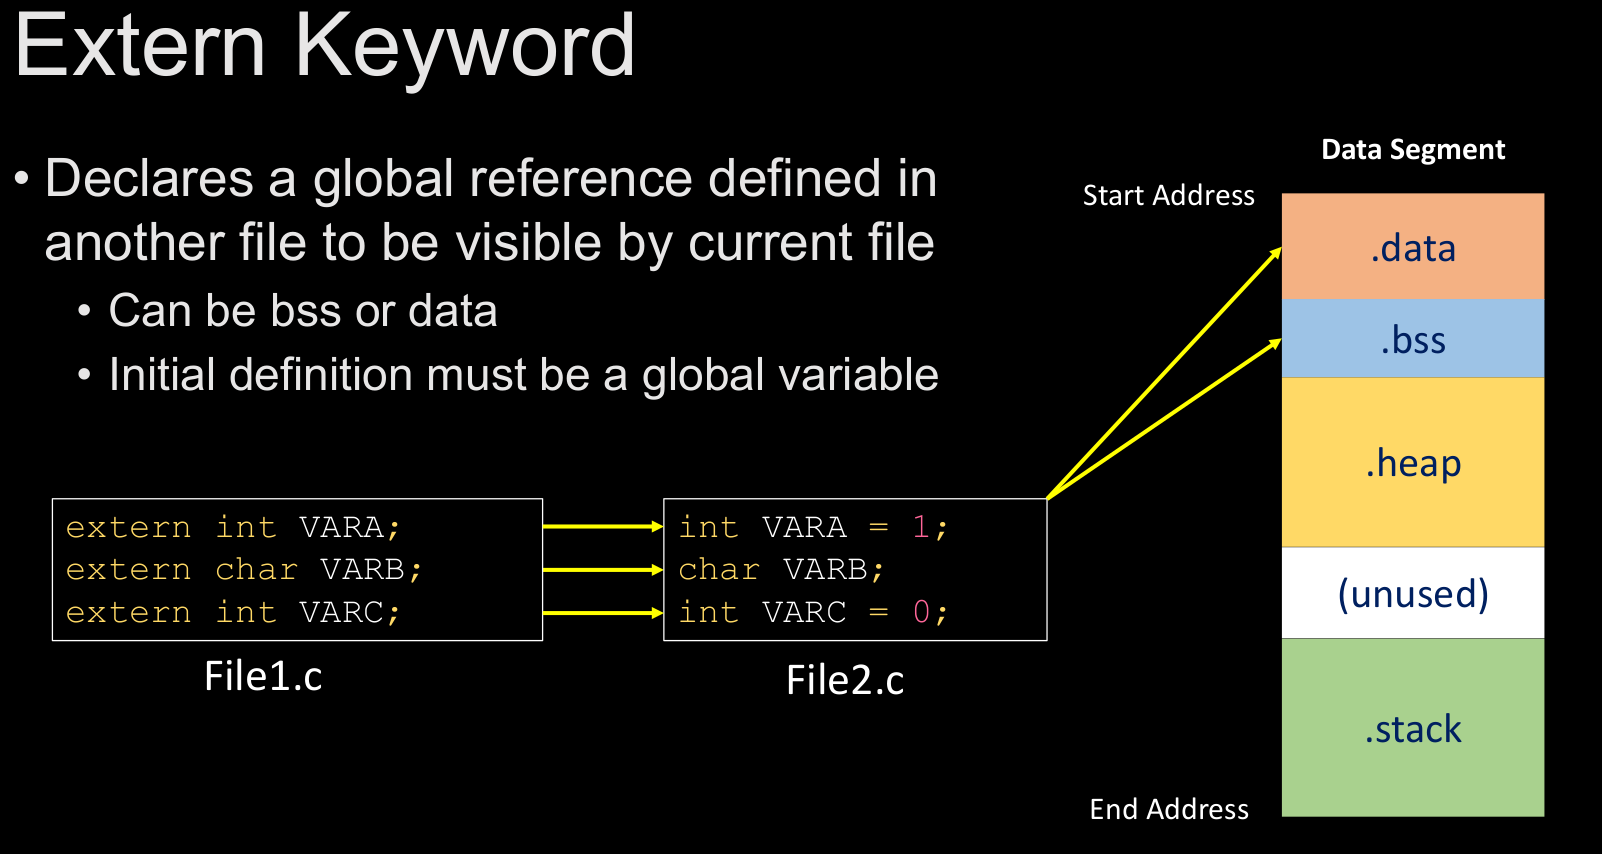 Extern Keyword
• Declares a global reference defined in
another file to be visible by current file
• Can be bss or data
• Initial definition must be a global variable
extern int VARA;
extern char VARB;
extern int VARC;
File1.c
int VARA = 1;
char VARB;
int VARC = 0;
File2.c
Data Segment
Start Address
.data
.bss
.heap
(unused)
.stack
End Address